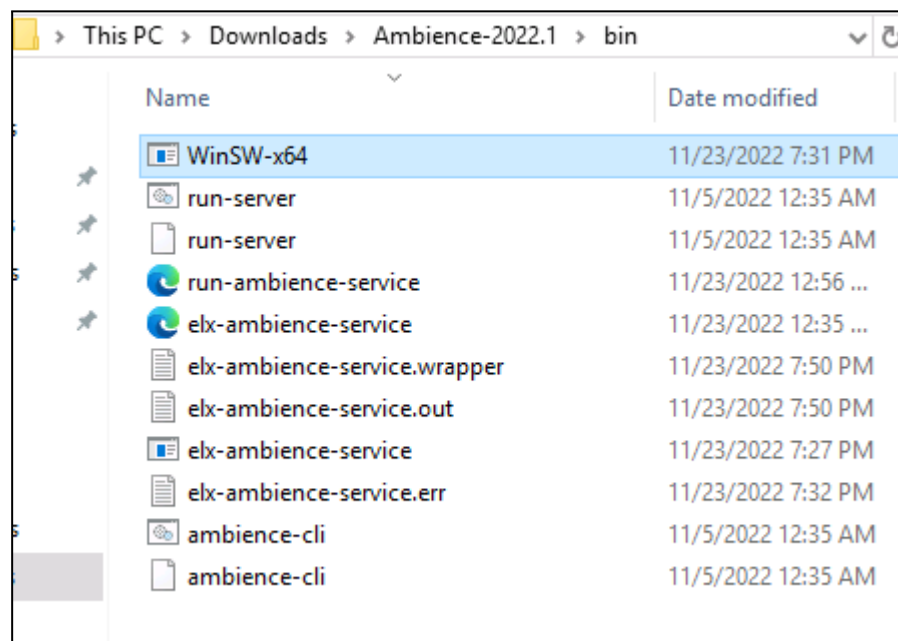 This PC > Downloads > Ambience-2022.1 > bin
Name Date modified
WinSW-x64 11/23/2022 7:31 PM
run-server 11/5/2022 12:35 AM
run-server 11/5/2022 12:35 AM
run-ambience-service 11/23/2022 12:56 ...
elx-ambience-service 11/23/2022 12:35 ...
elx-ambience-service.wrapper 11/23/2022 7:50 PM
elx-ambience-service.out 11/23/2022 7:50 PM
elx-ambience-service 11/23/2022 7:27 PM
elx-ambience-service.err 11/23/2022 7:32 PM
ambience-cli 11/5/2022 12:35 AM
ambience-cli 11/5/2022 12:35 AM